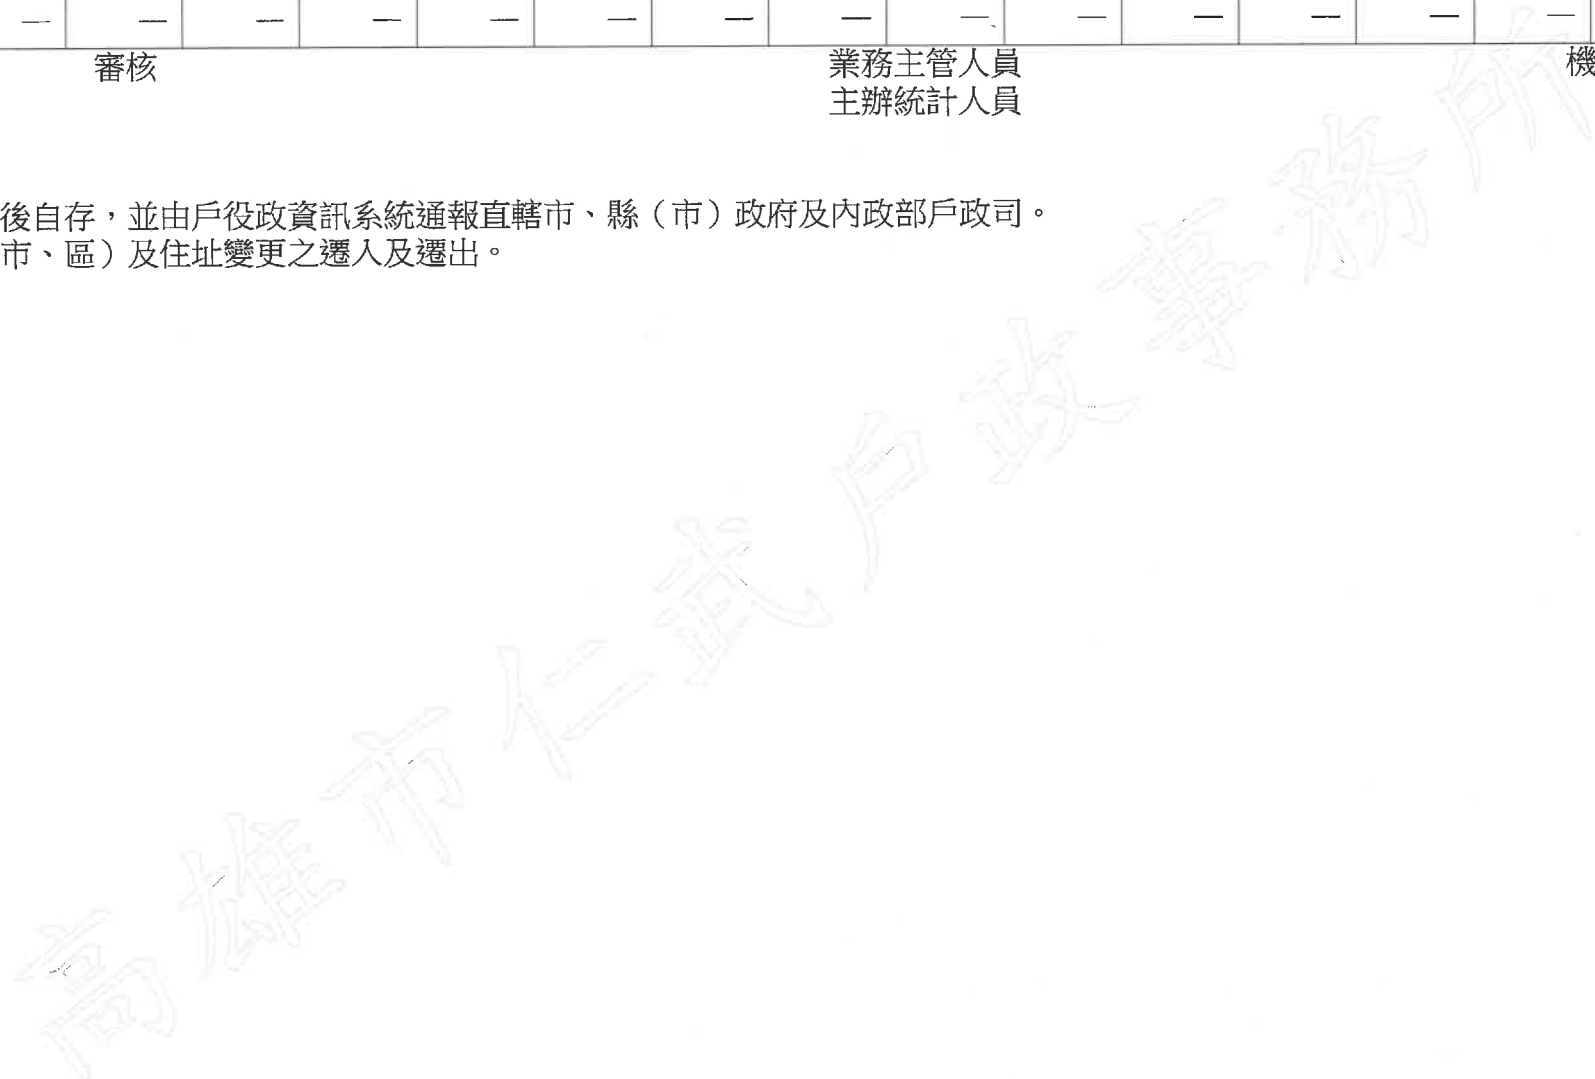 — — — — — — — — — — — — — —
審核 業務主管人員 機
主辦統計人員
後自存，並由戶役政資訊系統通報直轄市、縣（市）政府及內政部戶政司。
市、區）及住址變更之遷入及遷出。
高雄市仁武戶政事務所